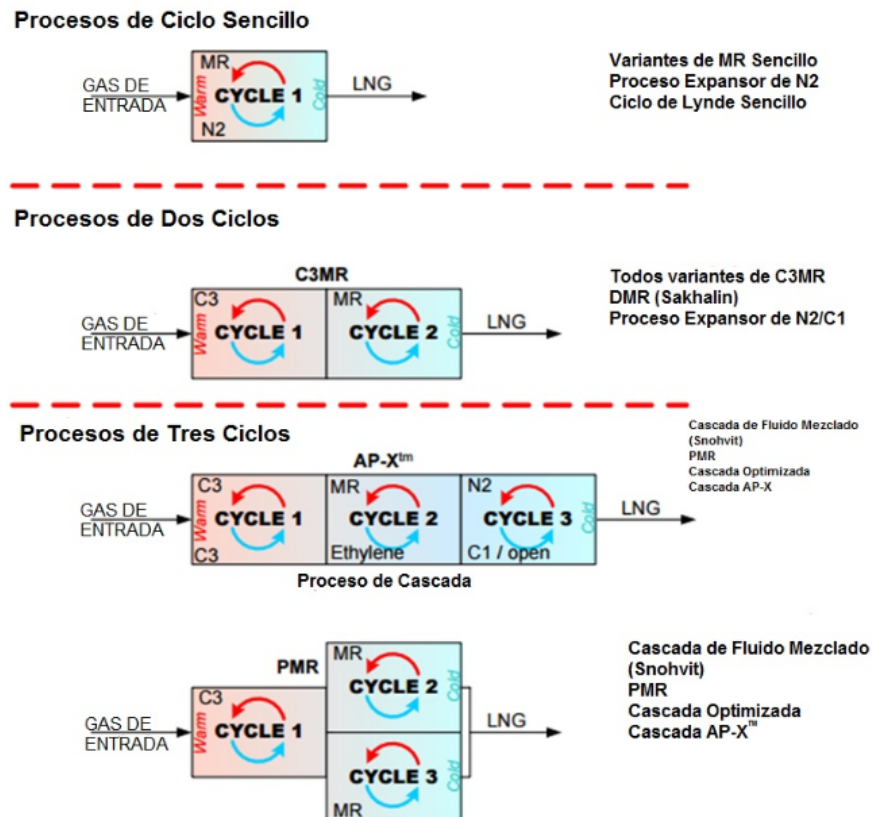 Procesos de Ciclo Sencillo
MR
GAS DE
ENTRADA
Warm
CYCLE 1
Cold
LNG
N2
Variantes de MR Sencillo
Proceso Expansor de N2
Ciclo de Lynde Sencillo
Procesos de Dos Ciclos
C3MR
C3
MR
GAS DE
ENTRADA
Warm
CYCLE 1
CYCLE 2
Cold
LNG
Todos variantes de C3MR
DMR (Sakhalin)
Proceso Expansor de N2/C1
Procesos de Tres Ciclos
Cascada de Fluido Mezclado
(Snohvit)
PMR
Cascada Optimizada
Cascada AP-X
AP-X™
C3
MR
N2
GAS DE
ENTRADA
Warm
CYCLE 1
CYCLE 2
CYCLE 3
Cold
LNG
C3
Ethylene
C1 / open
Proceso de Cascada
PMR
MR
CYCLE 2
Cold
C3
GAS DE
ENTRADA
Warm
CYCLE 1
LNG
CYCLE 3
Cold
MR
Cascada de Fluido Mezclado
(Snohvit)
PMR
Cascada Optimizada
Cascada AP-X™